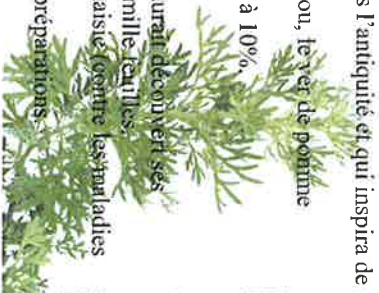 s l'antiquité et qui inspira de
ou, le ver de pomme
à 10%.
urait découvert ses
mille feuilles,
aisie (contre les maladies
préparations.